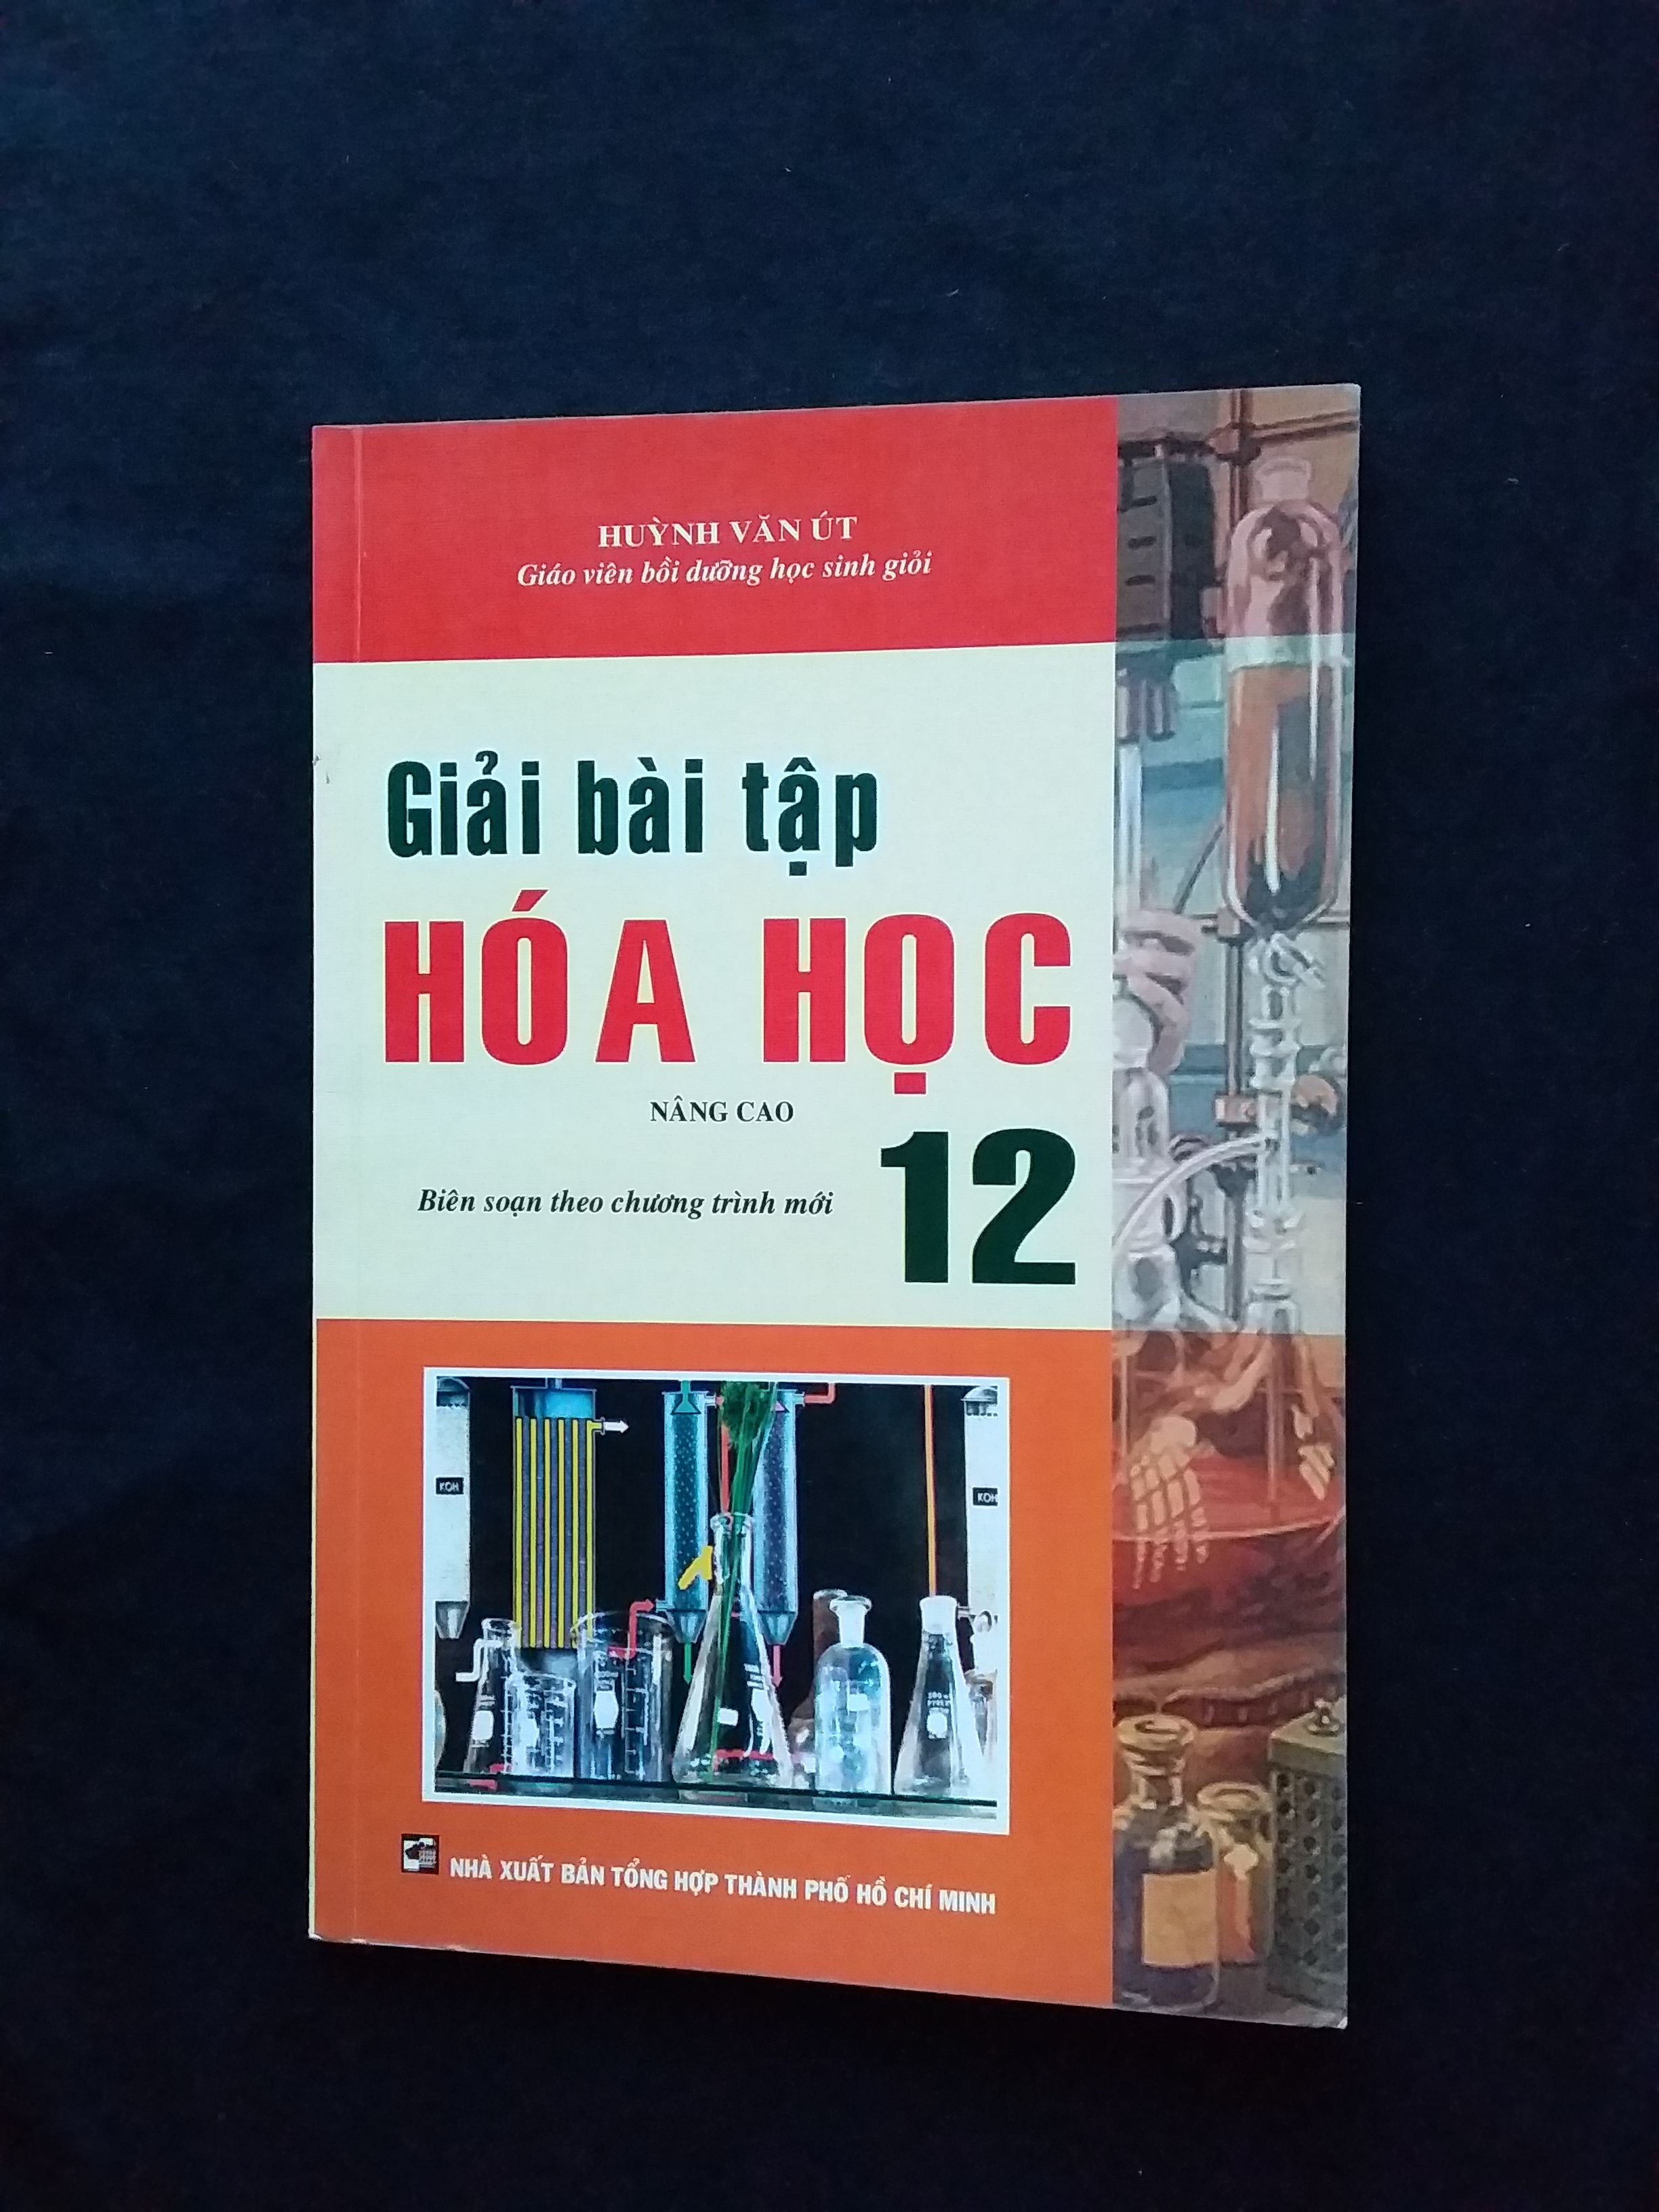 HUỲNH VĂN ÚT
Giáo viên bồi dưỡng học sinh giỏi
Giải bài tập
HÓA HỌC
NÂNG CAO
12
Biên soạn theo chương trình mới
KOH
KOH
NHÀ XUẤT BẢN TỔNG HỢP THÀNH PHỐ HỒ CHÍ MINH